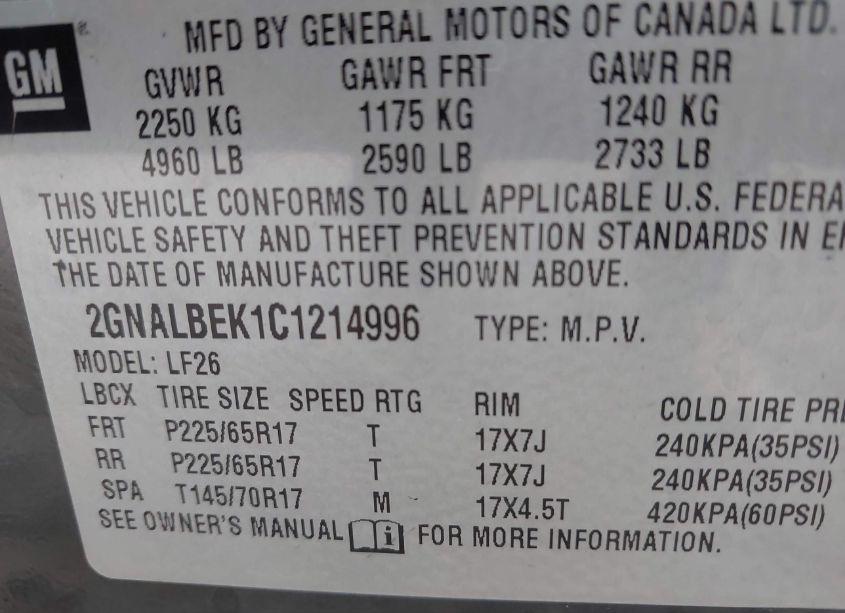 MFD BY GENERAL MOTORS OF CANADA LTD.
GM ®
GVWR GAWR FRT GAWR RR
2250 KG 1175 KG 1240 KG
4960 LB 2590 LB 2733 LB
THIS VEHICLE CONFORMS TO ALL APPLICABLE U.S. FEDERA
VEHICLE SAFETY AND THEFT PREVENTION STANDARDS IN E
THE DATE OF MANUFACTURE SHOWN ABOVE.
2GNALBEK1C1214996 TYPE: M.P.V.
MODEL: LF26
LBCX TIRE SIZE SPEED RTG RIM COLD TIRE PRE
FRT P225/65R17 T 17X7J 240KPA(35PSI)
RR P225/65R17 T 17X7J 240KPA(35PSI)
SPA T145/70R17 M 17X4.5T 420KPA(60PSI)
SEE OWNER'S MANUAL i FOR MORE INFORMATION.